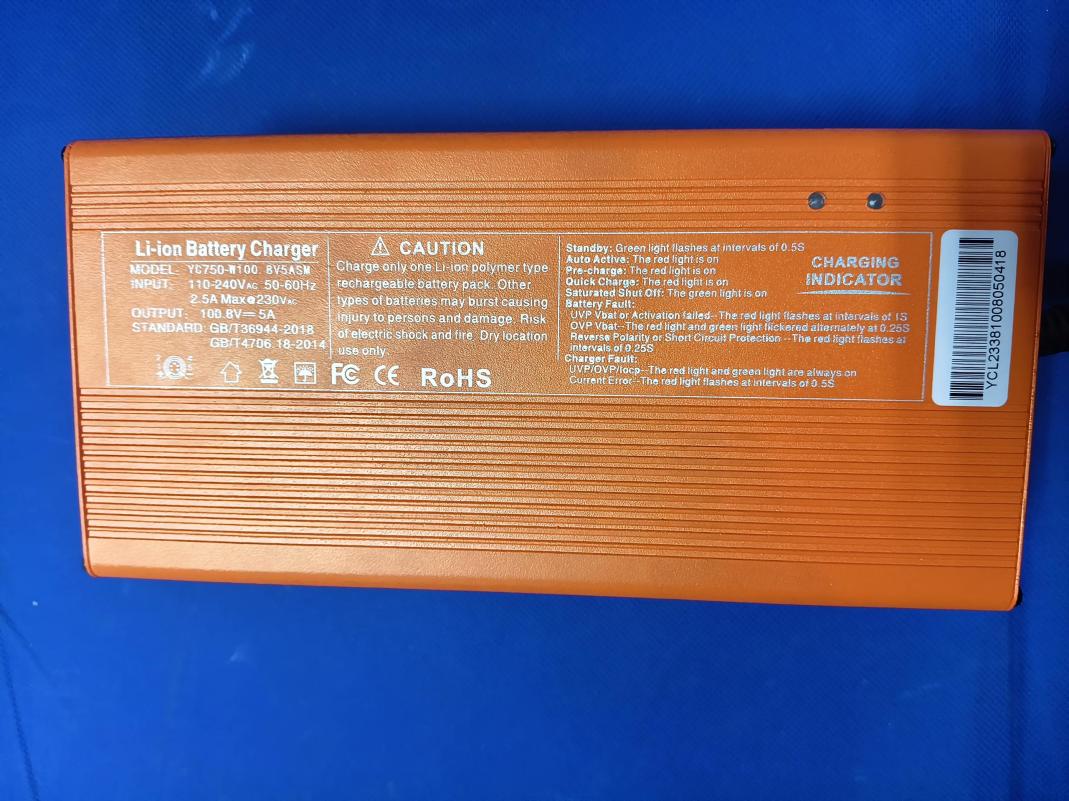 Li-ion Battery Charger
MODEL: YC750-W100.8V5ASM
INPUT: 110-240VAC 50-60Hz
2.5A Max@230VAC
OUTPUT: 100.8V⎓5A
STANDARD: GB/T36944-2018
GB/T4706.18-2014
FC CE RoHS
⚠ CAUTION
Charge only one Li-ion polymer type
rechargeable battery pack. Other
types of batteries may burst causing
injury to persons and damage. Risk
of electric shock and fire. Dry location
use only.
Standby: Green light flashes at intervals of 0.5S
Auto Active: The red light is on
Pre-charge: The red light is on
Quick Charge: The red light is on
Saturated Shut Off: The green light is on
Battery Fault:
UVP Vbat or Activation failed--The red light flashes at intervals of 1S
OVP Vbat--The red light and green light flickered alternately at 0.25S
Reverse Polarity or Short Circuit Protection --The red light flashes at
intervals of 0.25S
Charger Fault:
UVP/OVP/Iocp--The red light and green light are always on
Current Error--The red light flashes at intervals of 0.5S
CHARGING
INDICATOR
YCL23381008050418